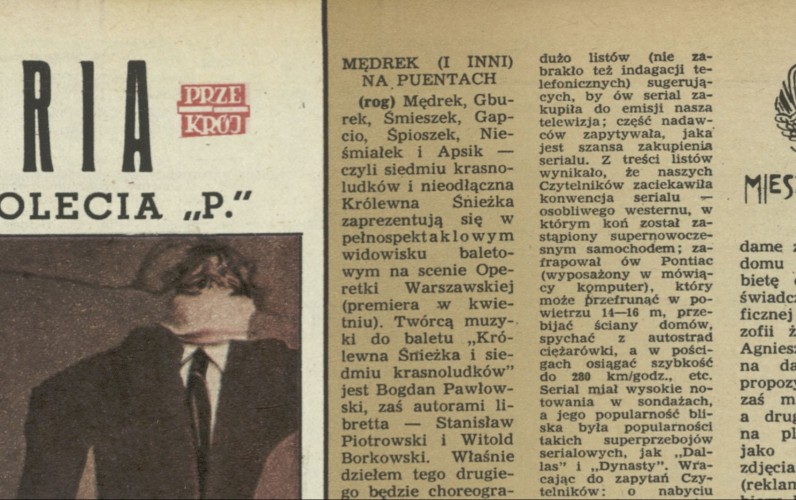 RIA
PRZE
KRÓJ
OLECIA „P.”
MĘDREK (I INNI)
NA PUENTACH
(rog) Mędrek, Gbu-
rek, Śmieszek, Gap-
cio, Śpioszek, Nie-
śmiałek i Apsik —
czyli siedmiu krasno-
ludków i nieodłączna
Królewna Śnieżka
zaprezentują się w
pełnospektaklowym
widowisku baleto-
wym na scenie Ope-
retki Warszawskiej
(premiera w kwie-
tniu). Twórcą muzy-
ki do baletu „Kró-
lewna Śnieżka i sie-
dmiu krasnoludków”
jest Bogdan Pawłow-
ski, zaś autorami li-
bretta — Stanisław
Piotrowski i Witold
Borkowski. Właśnie
dziełem tego drugie-
go będzie choreogra-
dużo listów (nie za-
brakło też indagacji te-
lefonicznych) sugerują-
cych, by ów serial za-
kupiła do emisji nasza
telewizja; część nadaw-
ców zapytywała, jaka
jest szansa zakupienia
serialu. Z treści listów
wynikało, że naszych
Czytelników zaciekawiła
konwencja serialu —
osobliwego westernu, w
którym koń został za-
stąpiony supernowocze-
snym samochodem; za-
frapował ów Pontiac
(wyposażony w mówią-
cy komputer), który
może przefrunąć w po-
wietrzu 14—16 m, prze-
bijać ściany domów,
spychać z autostrad
ciężarówki, a w pości-
gach osiągać szybkość
do 280 km/godz., etc.
Serial miał wysokie no-
towania w sondażach,
a jego popularność bli-
ska była popularności
takich superprzebojów
serialowych, jak „Dal-
las” i „Dynasty”. Wra-
cając do zapytań Czy-
telników: o nabyciu
MIES
dame z
domu
bietę
świadc
ficznej
zofii ż
Agniesz
na da
propozy
zaś m
a drug
na pl
jako
zdjęcia
(reklam